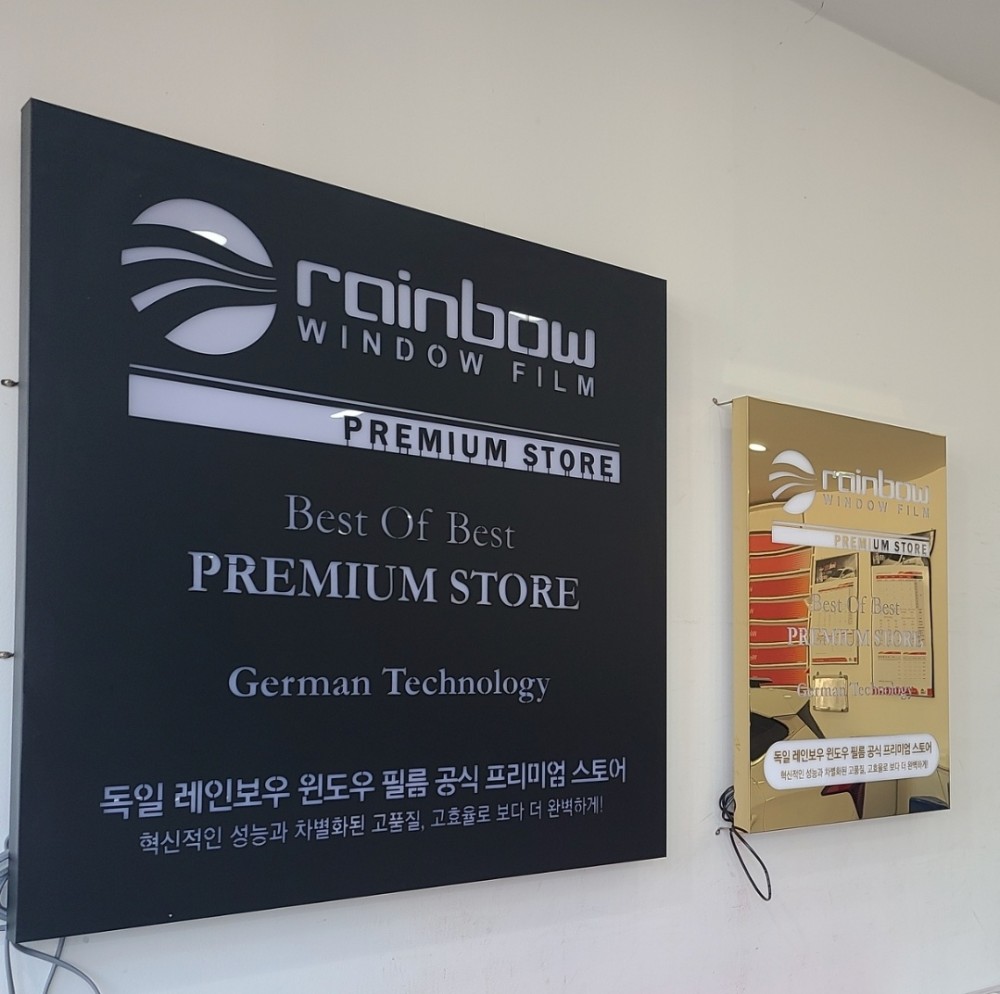 rainbow
WINDOW FILM
PREMIUM STORE
Best Of Best
PREMIUM STORE
German Technology
독일 레인보우 윈도우 필름 공식 프리미엄 스토어
혁신적인 성능과 차별화된 고품질, 고효율로 보다 더 완벽하게!
rainbow
WINDOW FILM
PREMIUM STORE
Best Of Best
PREMIUM STORE
German Technology
독일 레인보우 윈도우 필름 공식 프리미엄 스토어
혁신적인 성능과 차별화된 고품질, 고효율로 보다 더 완벽하게!